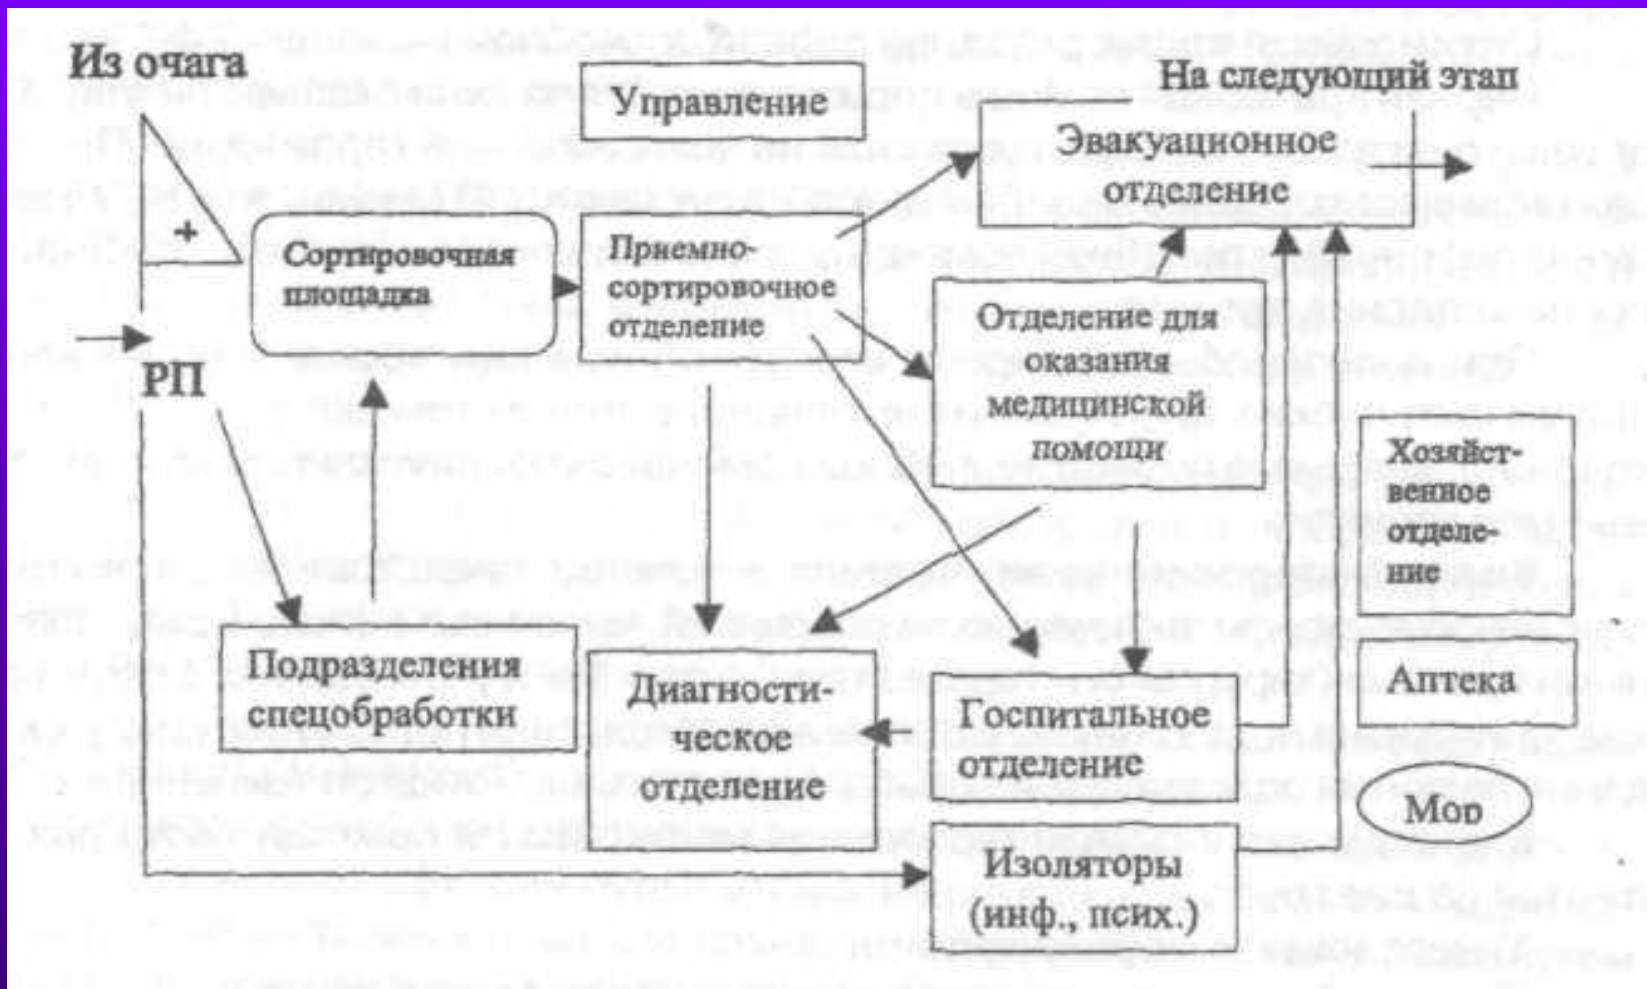 Из очага
Управление
На следующий этап
Эвакуационное
отделение
+
Сортировочная
площадка
Приемно-
сортировочное
отделение
Отделение для
оказания
медицинской
помощи
РП
Хозяйст-
венное
отделе-
ние
Подразделения
спецобработки
Диагности-
ческое
отделение
Госпитальное
отделение
Аптека
Мор
Изоляторы
(инф., псих.)